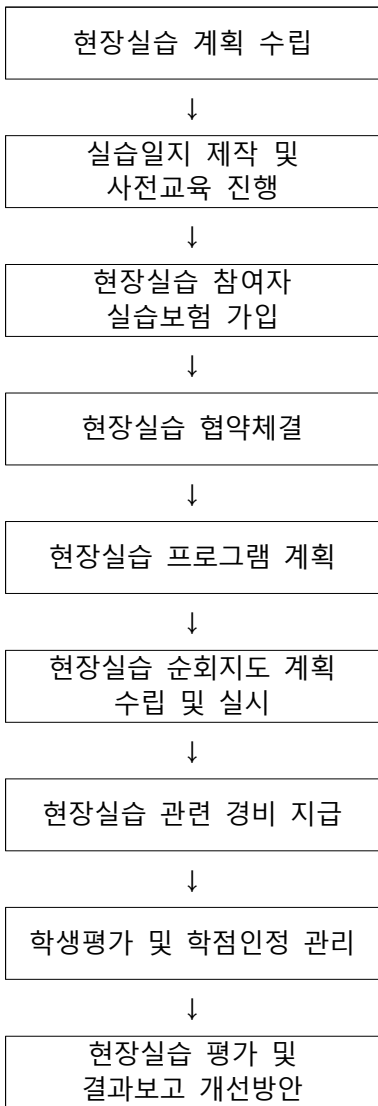 현장실습 계획 수립
↓
실습일지 제작 및
사전교육 진행
↓
현장실습 참여자
실습보험 가입
↓
현장실습 협약체결
↓
현장실습 프로그램 계획
↓
현장실습 순회지도 계획
수립 및 실시
↓
현장실습 관련 경비 지급
↓
학생평가 및 학점인정 관리
↓
현장실습 평가 및
결과보고 개선방안